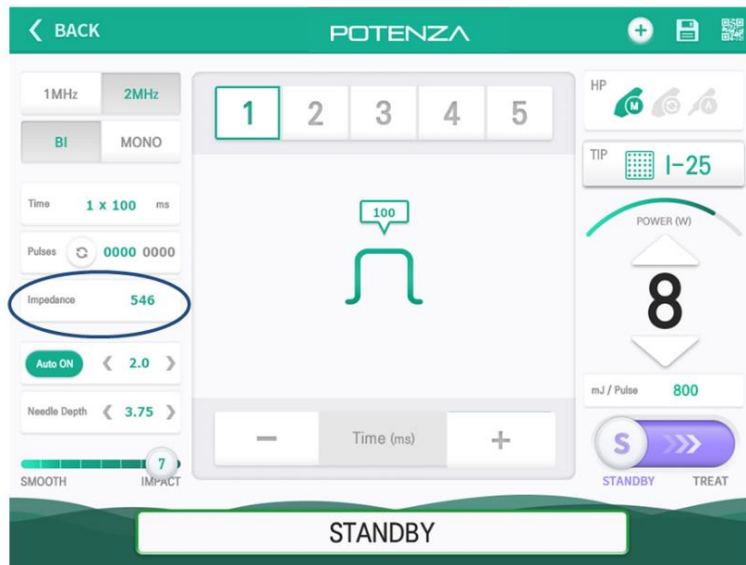 BACK
POTENZA
1MHz 2MHz
BI MONO
Time 1 x 100 ms
Pulses 0000 0000
Impedance 546
Auto ON 2.0
Needle Depth 3.75
7
SMOOTH IMPACT
1 2 3 4 5
100
Time (ms)
HP
M A
TIP I-25
POWER (W)
8
mJ / Pulse 800
S
STANDBY TREAT
STANDBY